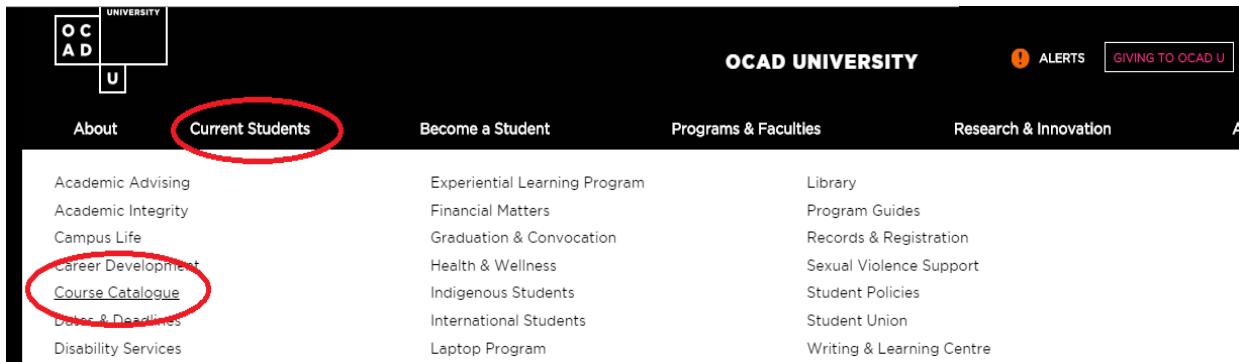 UNIVERSITY
OC
AD
U
OCAD UNIVERSITY
! ALERTS
GIVING TO OCAD U
About Current Students Become a Student Programs & Faculties Research & Innovation A
Academic Advising Experiential Learning Program Library
Academic Integrity Financial Matters Program Guides
Campus Life Graduation & Convocation Records & Registration
Career Development Health & Wellness Sexual Violence Support
Course Catalogue Indigenous Students Student Policies
Dates & Deadlines International Students Student Union
Disability Services Laptop Program Writing & Learning Centre